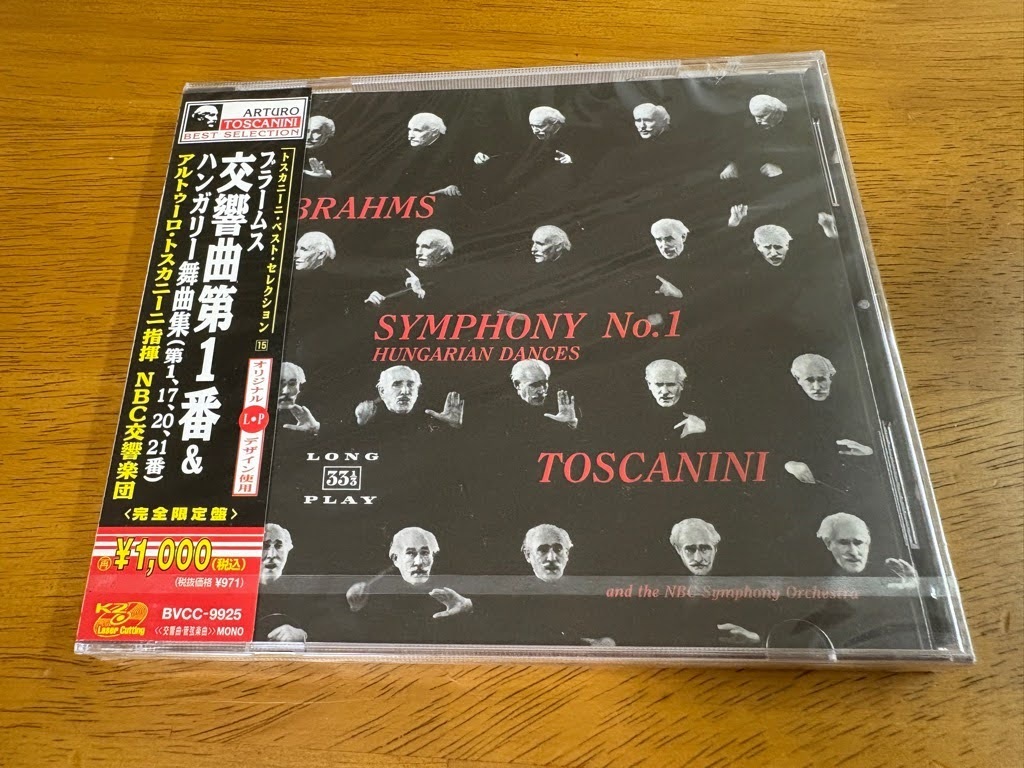 ARTURO
TOSCANINI
BEST SELECTION
トスカニーニ・ベスト・セレクション 15
ブラームス
交響曲第1番&
ハンガリー舞曲集(第1、17、20、21番)
アルトゥーロ・トスカニーニ指揮 NBC交響楽団
オリジナル
L・P
デザイン使用
〈完全限定盤〉
再 ¥1,000(税込)
(税抜価格 ¥971)
K2
Laser Cutting
BVCC-9925
《交響曲・管弦楽曲》MONO
BRAHMS
SYMPHONY No.1
HUNGARIAN DANCES
LONG
33 1/3
PLAY
TOSCANINI
and the NBC Symphony Orchestra